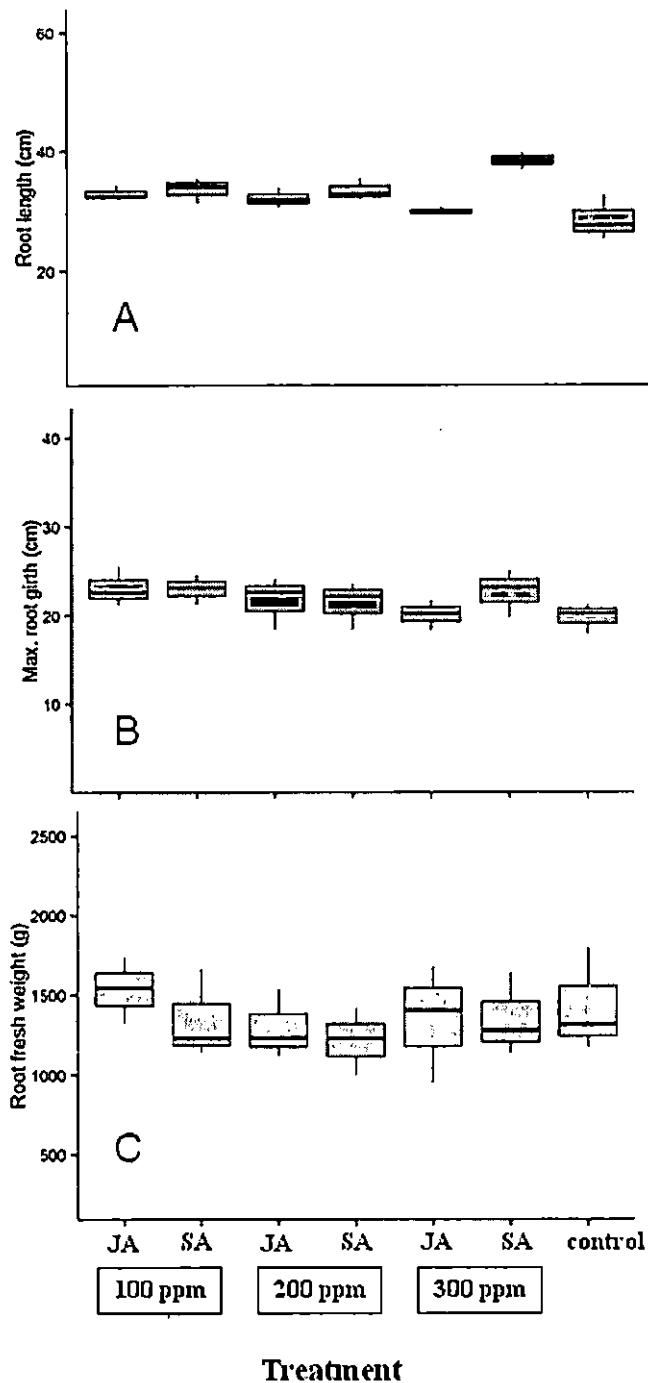 60
40
20
Root length (cm)
A
40
30
20
10
Max. root girth (cm)
B
2500
2000
1500
1000
500
Root fresh weight (g)
C
JA SA JA SA JA SA control
100 ppm 200 ppm 300 ppm
Treatment